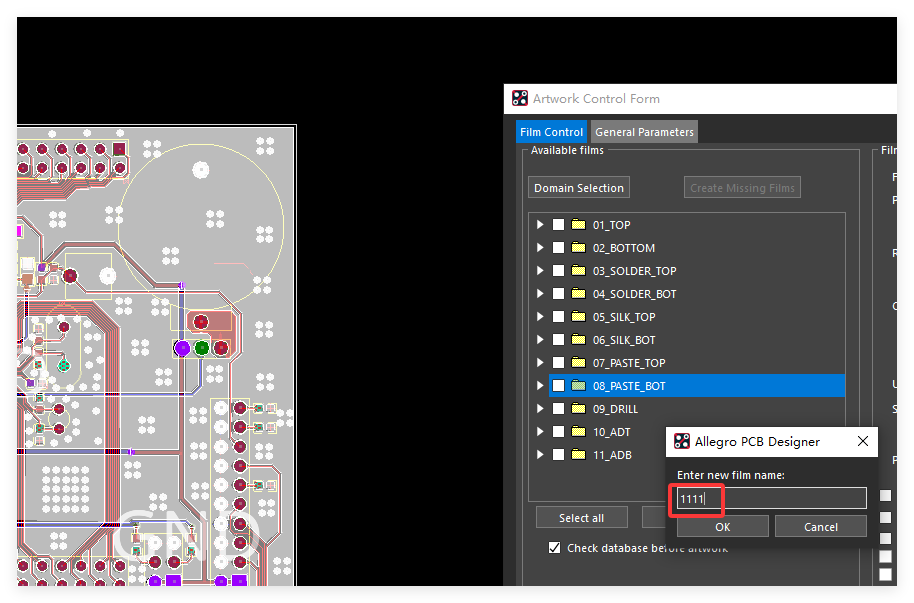 Artwork Control Form
Film Control
General Parameters
Available films
Film
Domain Selection
Create Missing Films
01_TOP
02_BOTTOM
03_SOLDER_TOP
04_SOLDER_BOT
05_SILK_TOP
06_SILK_BOT
07_PASTE_TOP
08_PASTE_BOT
09_DRILL
10_ADT
11_ADB
Allegro PCB Designer
Enter new film name:
1111
OK
Cancel
Select all
Check database before artwork
GND